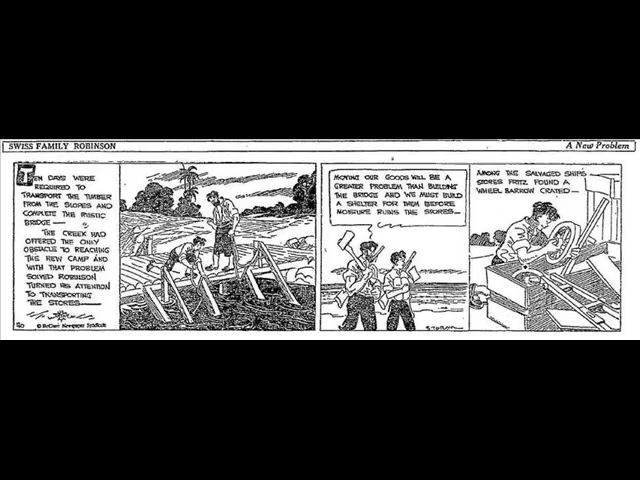 SWISS FAMILY ROBINSON
A New Problem
TEN DAYS WERE
REQUIRED TO
TRANSPORT THE TIMBER
FROM THE SLOPES AND
COMPLETE THE RUSTIC
BRIDGE —
THE CREEK HAD
OFFERED THE ONLY
OBSTACLE TO REACHING
THE NEW CAMP AND
WITH THAT PROBLEM
SOLVED ROBINSON
TURNED HIS ATTENTION
TO TRANSPORTING
THE STORES —
MOVING OUR GOODS WILL BE A
GREATER PROBLEM THAN BUILDING
THE BRIDGE AND WE MUST BUILD
A SHELTER FOR THEM BEFORE
MOISTURE RUINS THE STORES —
AMONG THE SALVAGED SHIPS
STORES FRITZ FOUND A
WHEEL BARROW CRATED —